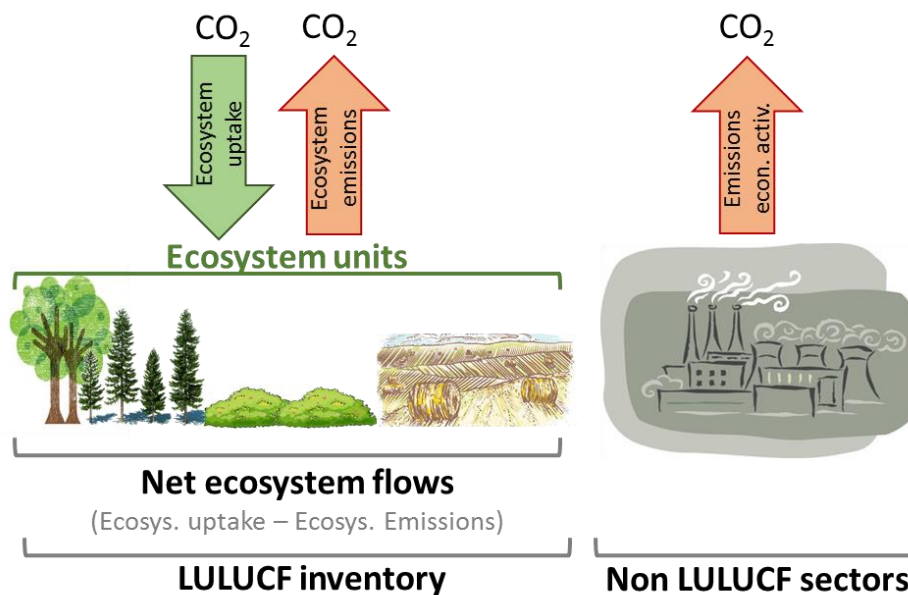 CO₂
CO₂
CO₂
Ecosystem
uptake
Ecosystem
emissions
Emissions
econ. activ.
Ecosystem units
Net ecosystem flows
(Ecosys. uptake – Ecosys. Emissions)
LULUCF inventory
Non LULUCF sectors